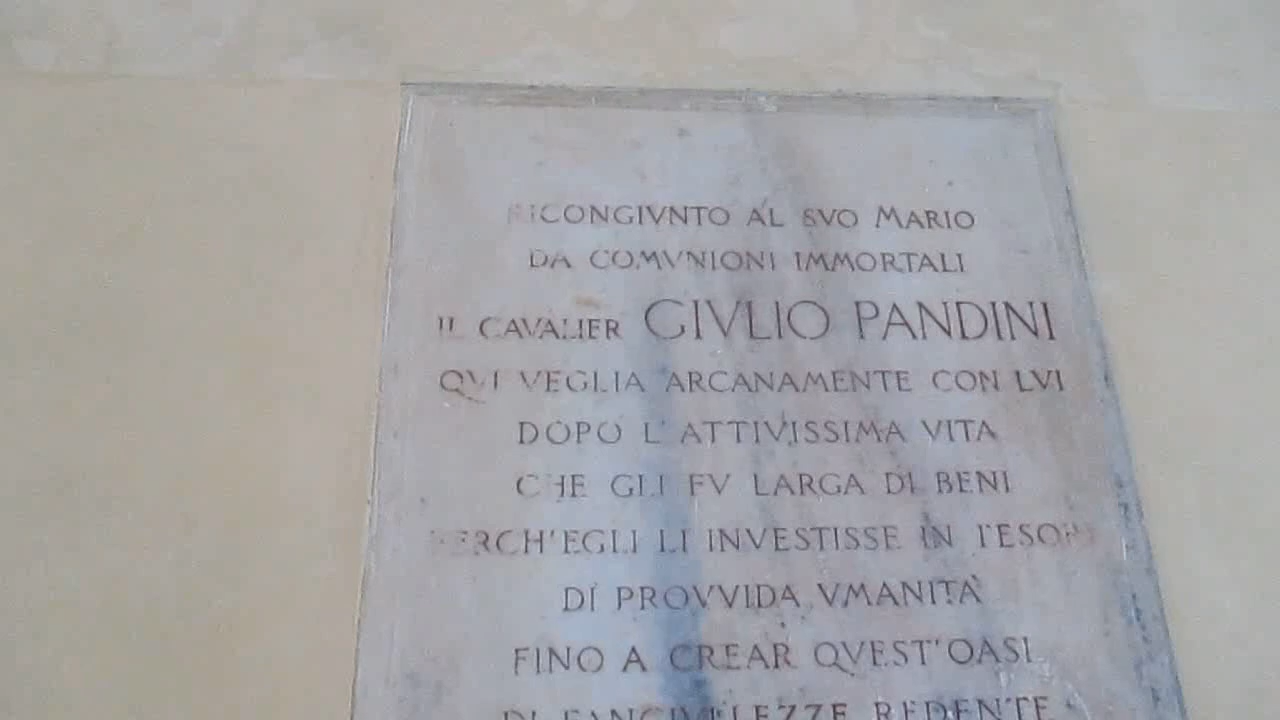 RICONGIVNTO AL SVO MARIO
DA COMVNIONI IMMORTALI
IL CAVALIER GIVLIO PANDINI
QVI VEGLIA ARCANAMENTE CON LVI
DOPO L'ATTIVISSIMA VITA
CHE GLI FV LARGA DI BENI
PERCH'EGLI LI INVESTISSE IN TESORI
DI PROVVIDA VMANITÀ
FINO A CREAR QVEST'OASI
DI FANCIVLLEZZE REDENTE